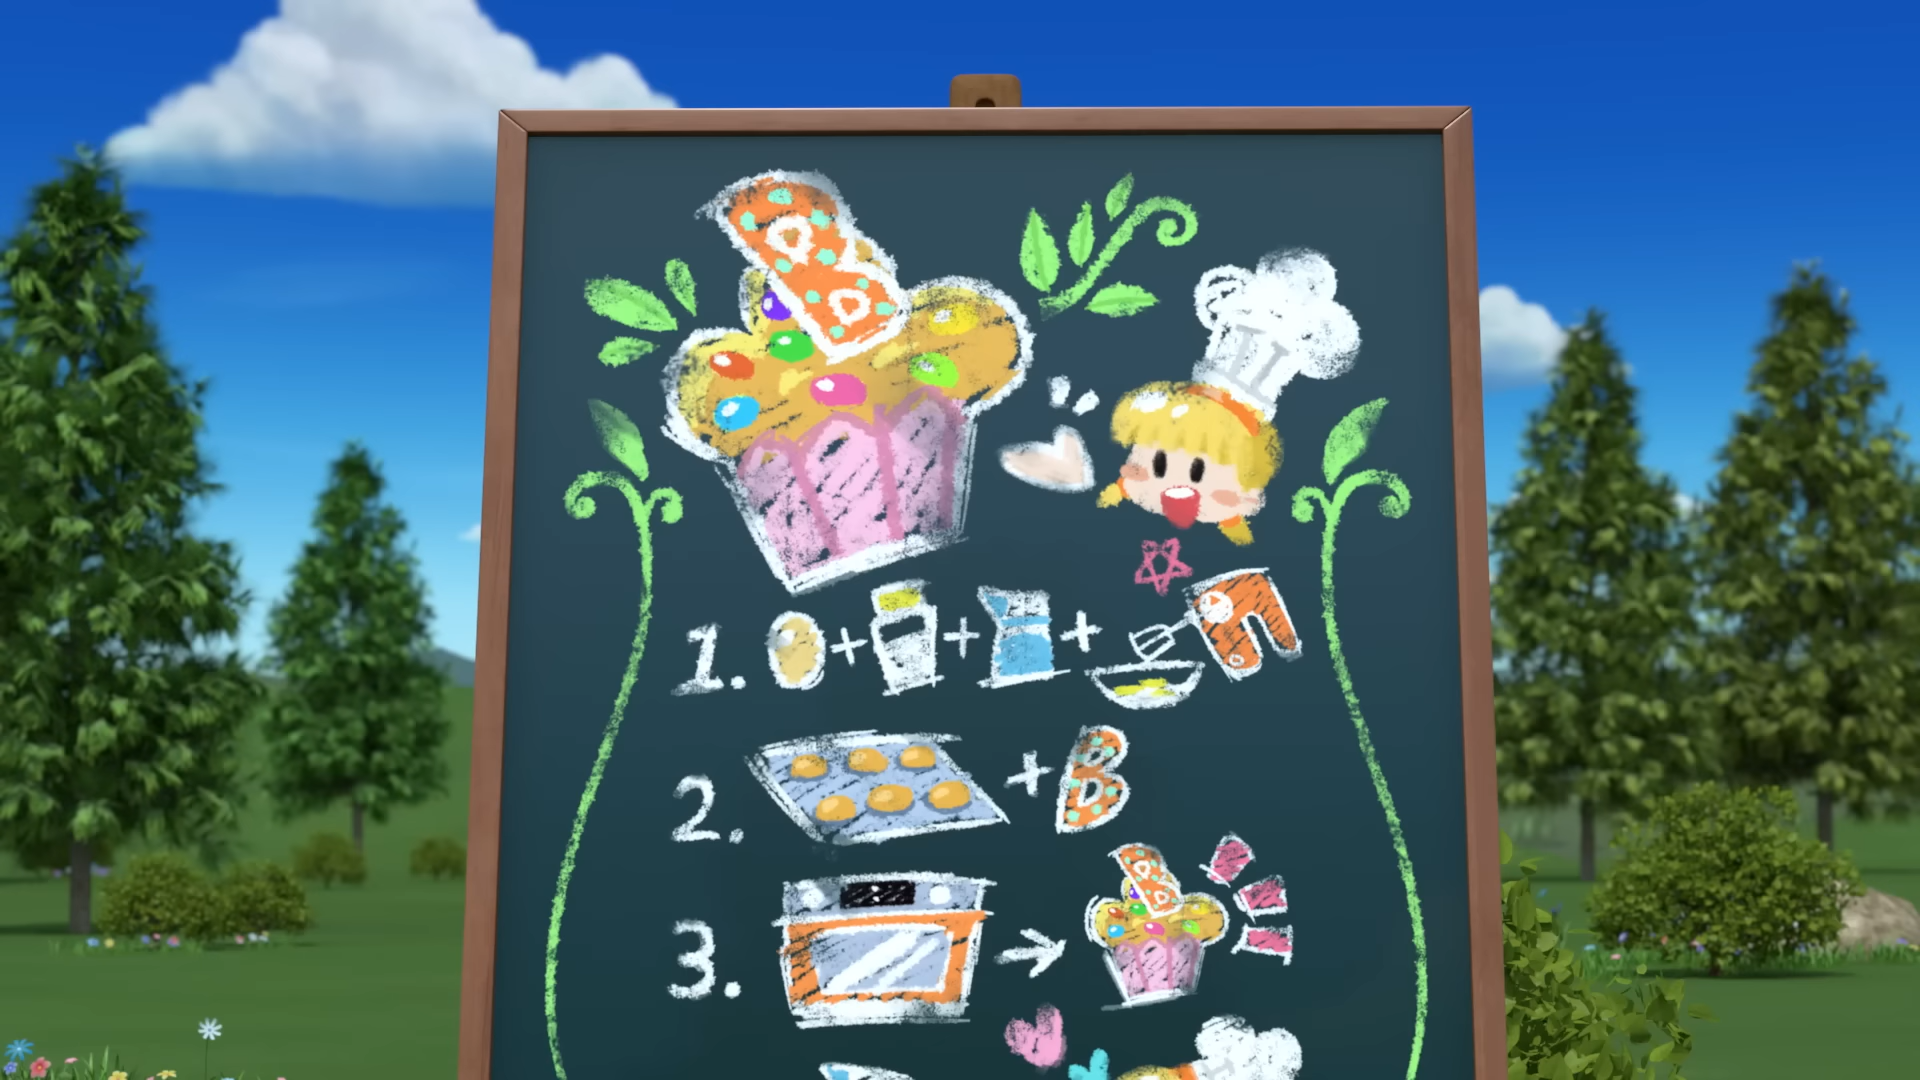 B
1. + + +
2. + B
3. →
B